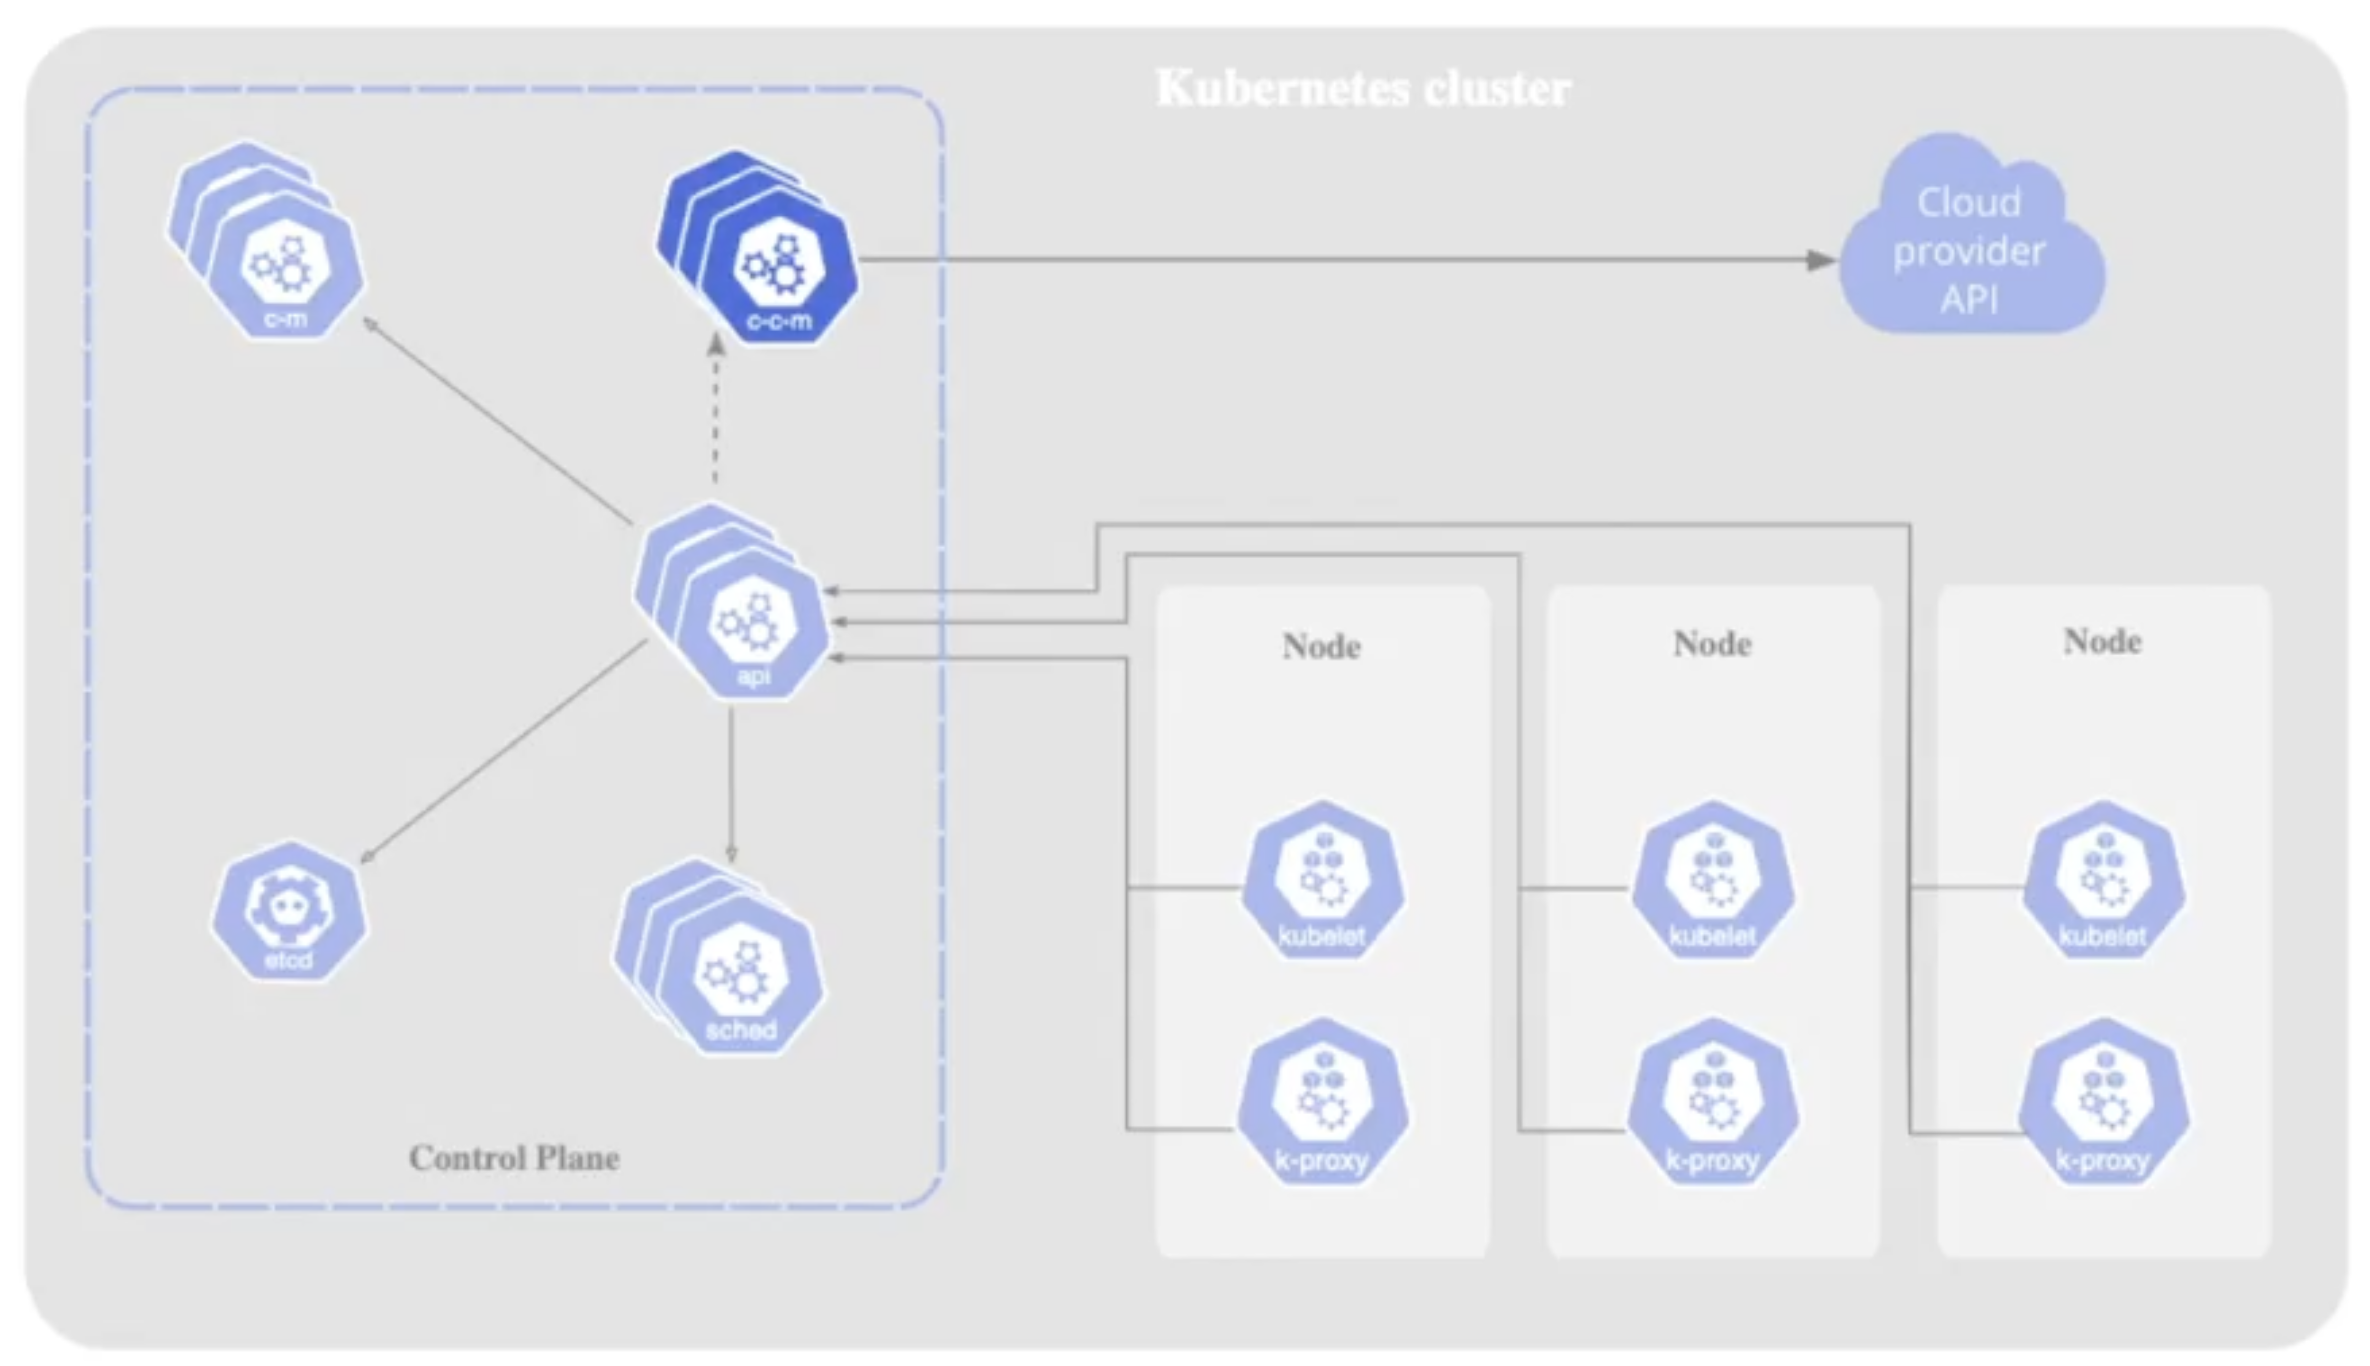 Kubernetes cluster
c-m
c-c-m
Cloud
provider
API
api
etcd
sched
Control Plane
Node
kubelet
k-proxy
Node
kubelet
k-proxy
Node
kubelet
k-proxy